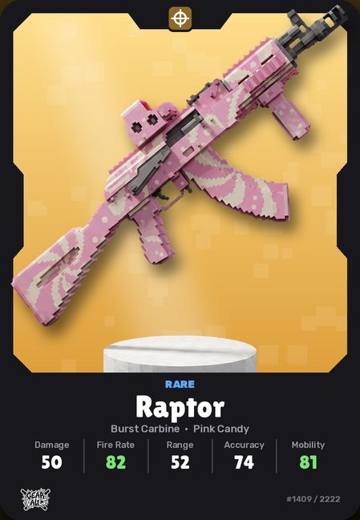 RARE
Raptor
Burst Carbine • Pink Candy
Damage Fire Rate Range Accuracy Mobility
50 82 52 74 81
#1409 / 2222